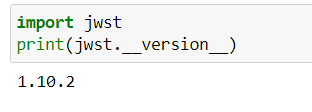 import jwst
print(jwst.__version__)
1.10.2